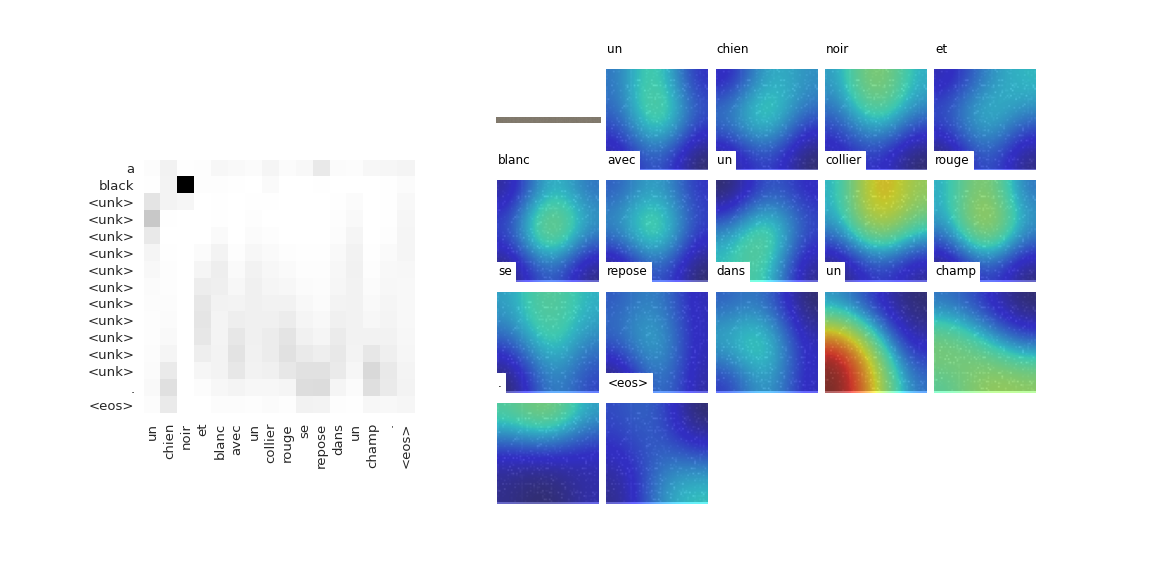 a
black
<unk>
<unk>
<unk>
<unk>
<unk>
<unk>
<unk>
<unk>
<unk>
<unk>
<unk>
.
<eos>
un chien noir et blanc avec un collier rouge se repose dans un champ . <eos>
un chien noir et
blanc avec un collier rouge
se repose dans un champ
. <eos>